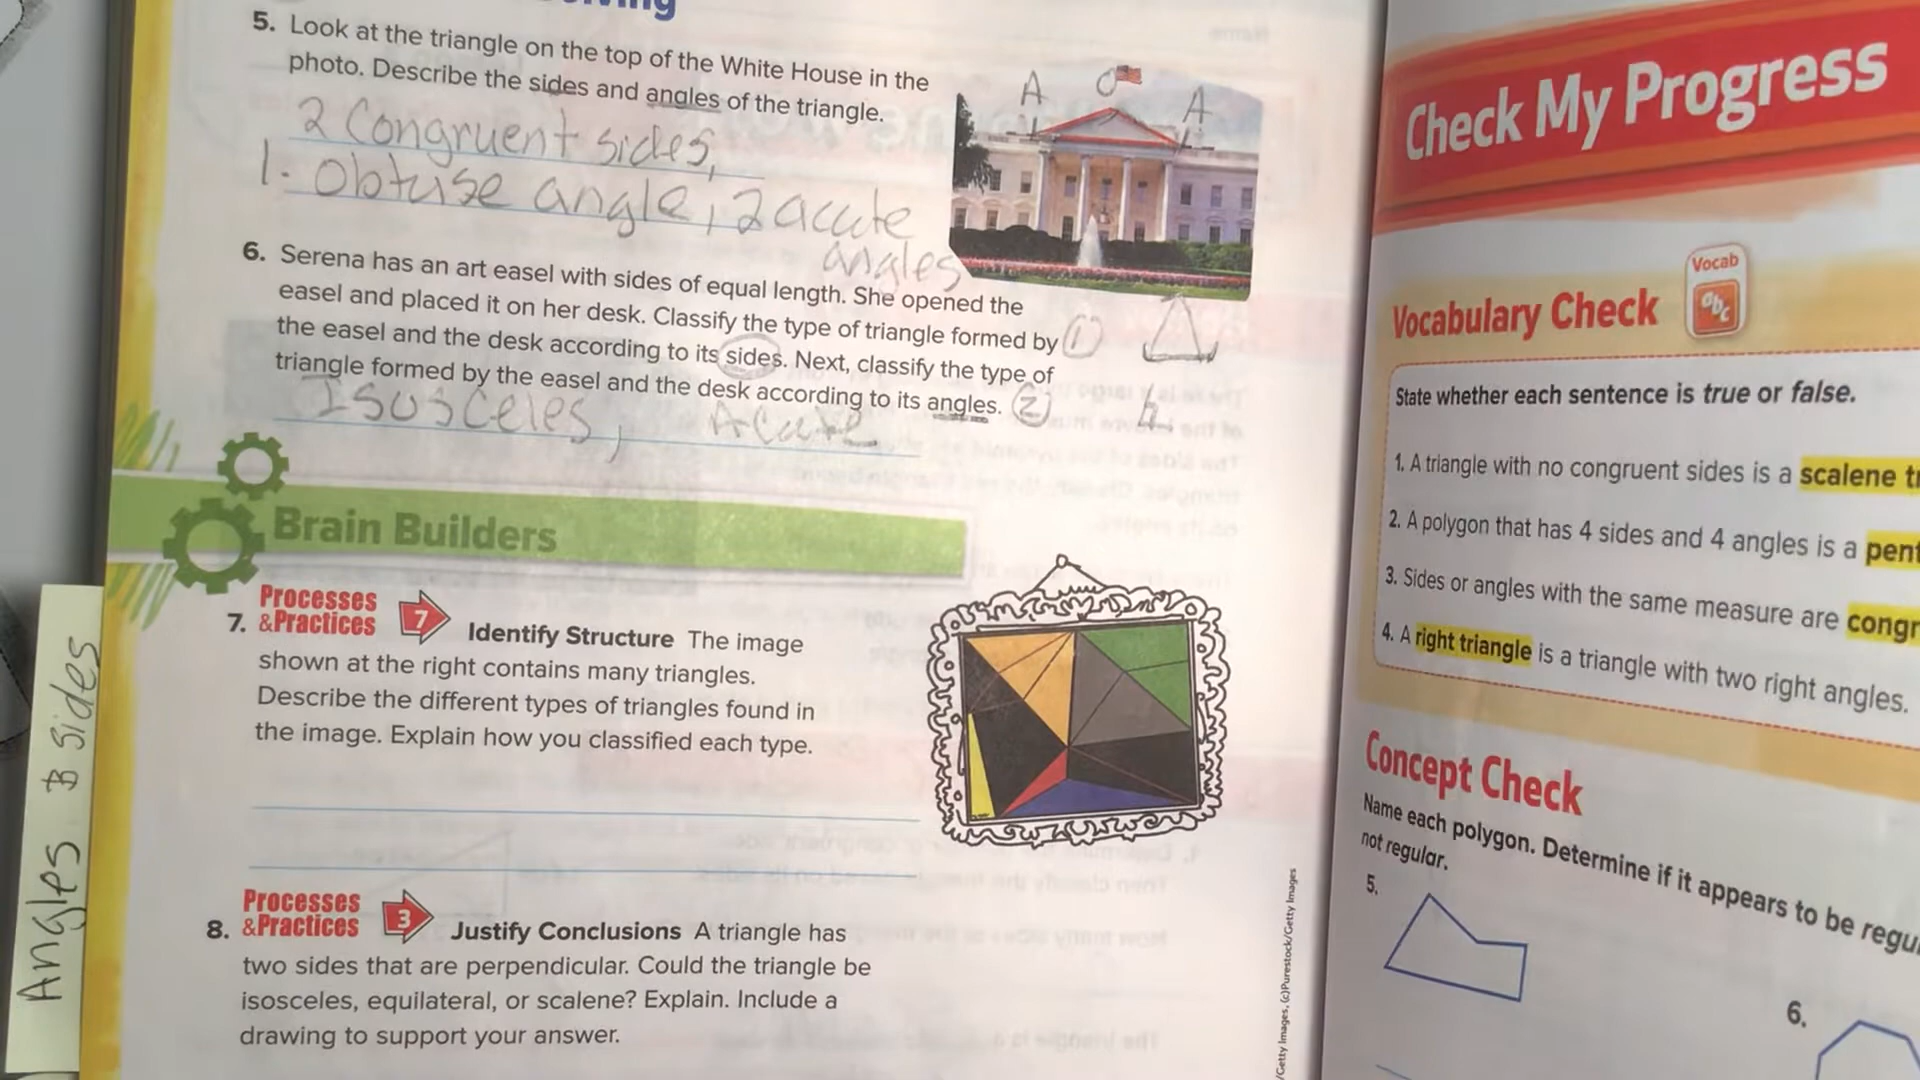 5. Look at the triangle on the top of the White House in the
photo. Describe the sides and angles of the triangle.
2 Congruent sides,
1. Obtuse angle, 2 acute
angles
A O A
6. Serena has an art easel with sides of equal length. She opened the
easel and placed it on her desk. Classify the type of triangle formed by ①
the easel and the desk according to its sides. Next, classify the type of
triangle formed by the easel and the desk according to its angles. ②
Isosceles, Acute
Brain Builders
7. Processes
&Practices 7 Identify Structure The image
shown at the right contains many triangles.
Describe the different types of triangles found in
the image. Explain how you classified each type.
8. Processes
&Practices 3 Justify Conclusions A triangle has
two sides that are perpendicular. Could the triangle be
isosceles, equilateral, or scalene? Explain. Include a
drawing to support your answer.
Angles & Sides
/Getty Images, (c)Purestock/Getty Images
Check My Progress
Vocabulary Check
Vocab
abc
State whether each sentence is true or false.
1. A triangle with no congruent sides is a scalene
2. A polygon that has 4 sides and 4 angles is a
3. Sides or angles with the same measure are
4. A right triangle is a triangle with two right angles.
Concept Check
Name each polygon. Determine if it appears to be
not regular.
5.
6.